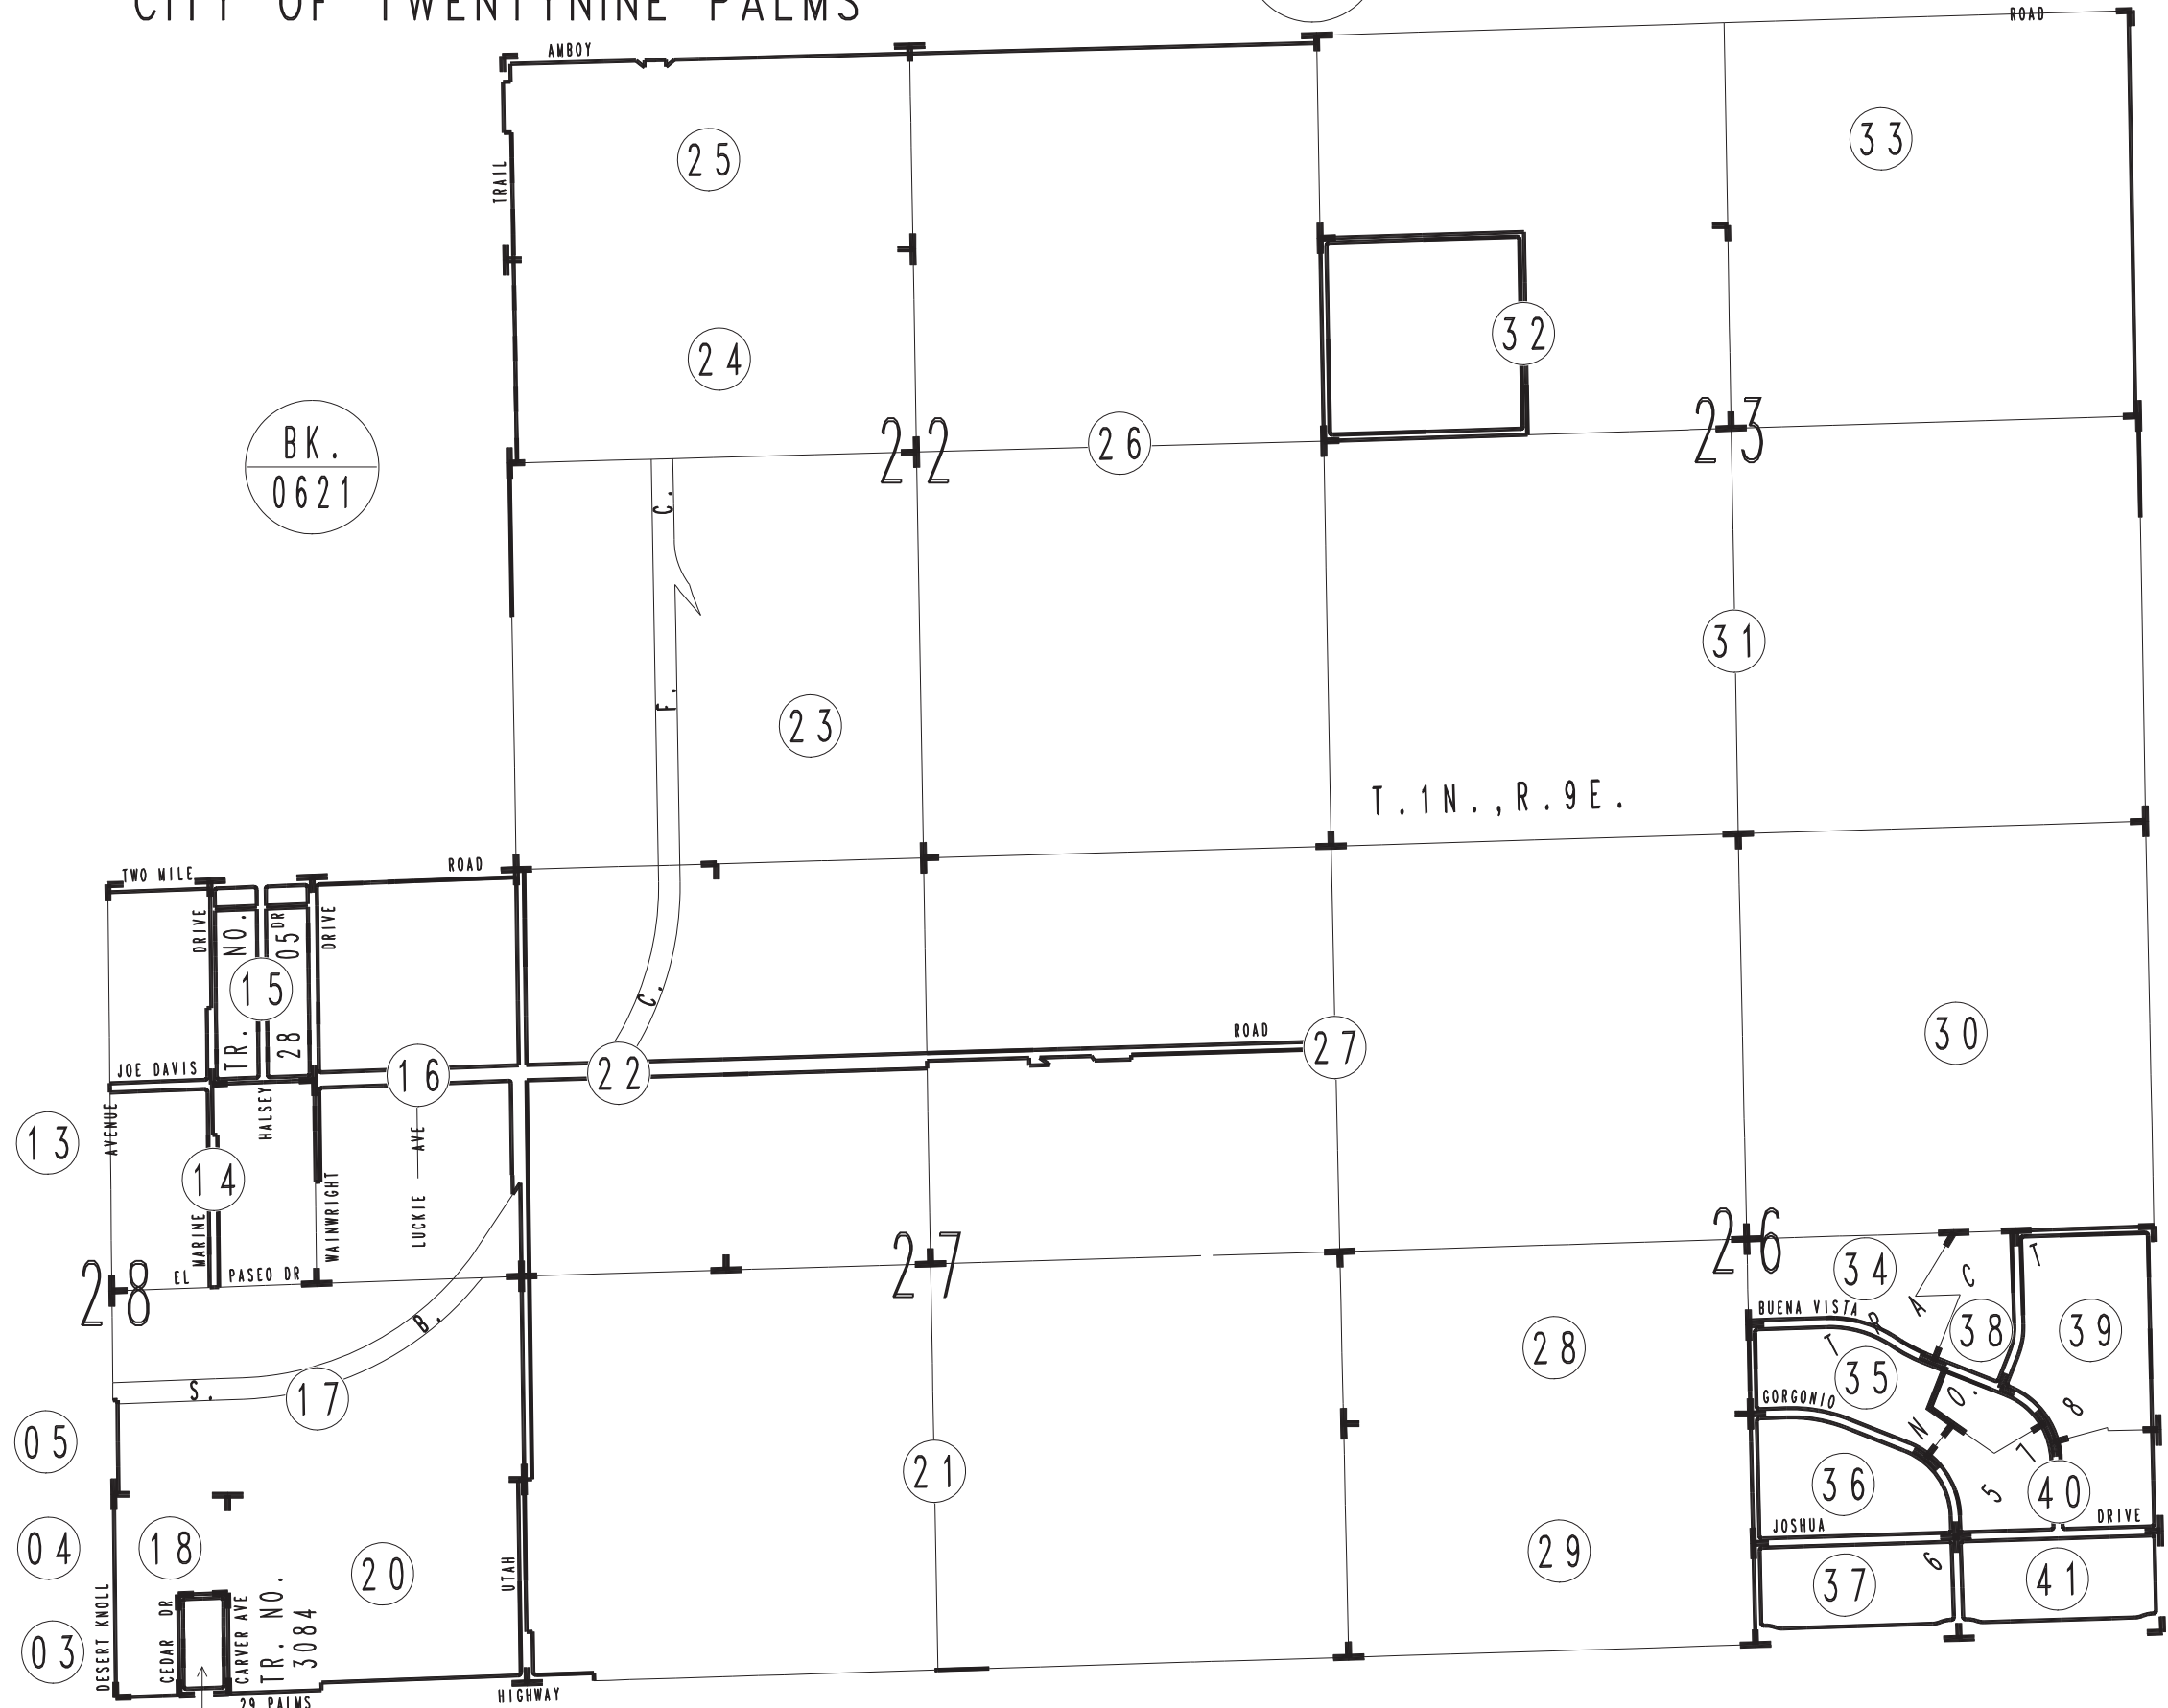 CITY OF TWENTYNINE PALMS
AMBOY
ROAD
TRAIL
25
33
24
32
BK.
0621
22
26
23
C.
F.
C.
31
23
T.1N.,R.9E.
TWO MILE
ROAD
DRIVE
TR. NO.
2805
DR
DRIVE
15
JOE DAVIS
16
22
ROAD
27
30
13
AVENUE
HALSEY
14
MARINE
WAINWRIGHT
LUCKIE AVE
28
EL
PASEO DR
27
26
S.
B.
17
34
TRACT
NO.
5786
BUENA VISTA
38
39
28
35
GORGONIO
05
21
36
40
04
18
20
UTAH
29
JOSHUA
DRIVE
03
DESERT KNOLL
CEDAR DR
CARVER AVE
TR. NO.
3084
37
41
29 PALMS
HIGHWAY